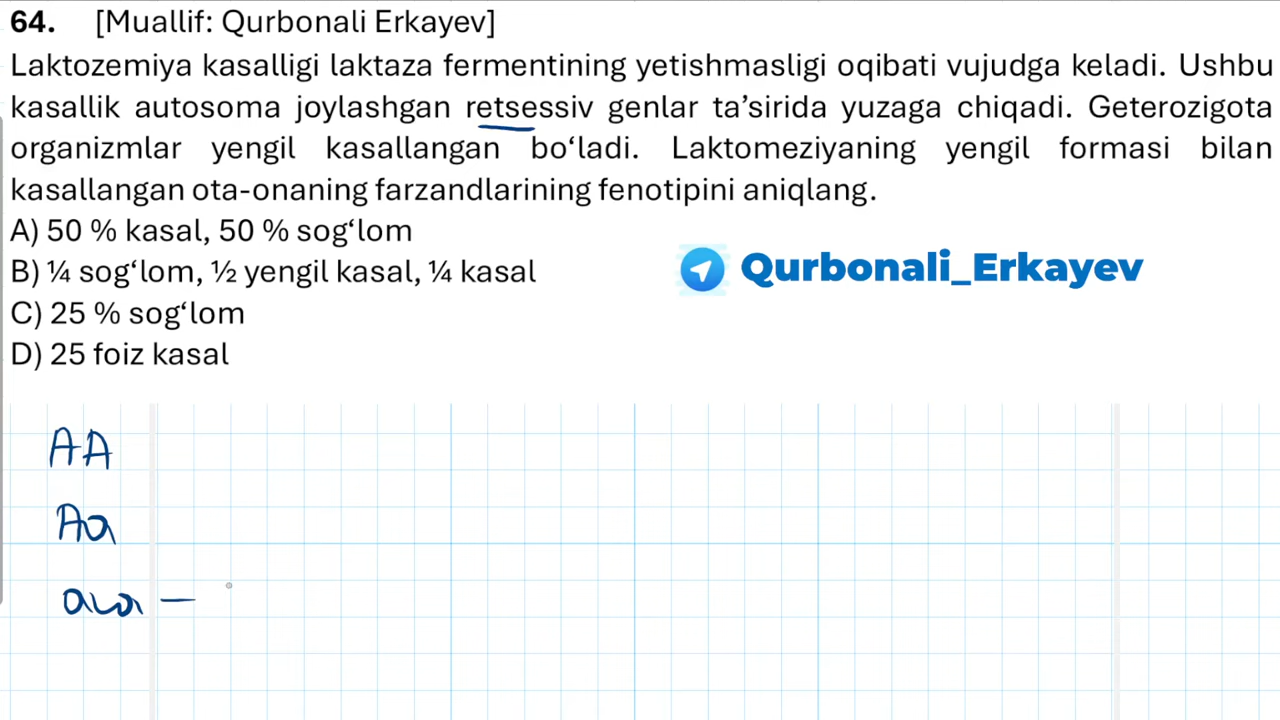 64. [Muallif: Qurbonali Erkayev]
Laktozemiya kasalligi laktaza fermentining yetishmasligi oqibati vujudga keladi. Ushbu
kasallik autosoma joylashgan retsessiv genlar ta’sirida yuzaga chiqadi. Geterozigota
organizmlar yengil kasallangan bo‘ladi. Laktomeziyaning yengil formasi bilan
kasallangan ota-onaning farzandlarining fenotipini aniqlang.
A) 50 % kasal, 50 % sog‘lom
B) ¼ sog‘lom, ½ yengil kasal, ¼ kasal
C) 25 % sog‘lom
D) 25 foiz kasal
Qurbonali_Erkayev
AA
Aa
aa —